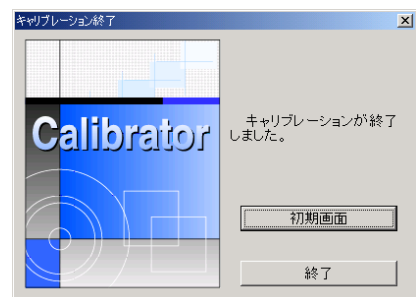 キャリブレーション終了
Calibrator
キャリブレーションが終了
しました。
初期画面
終了